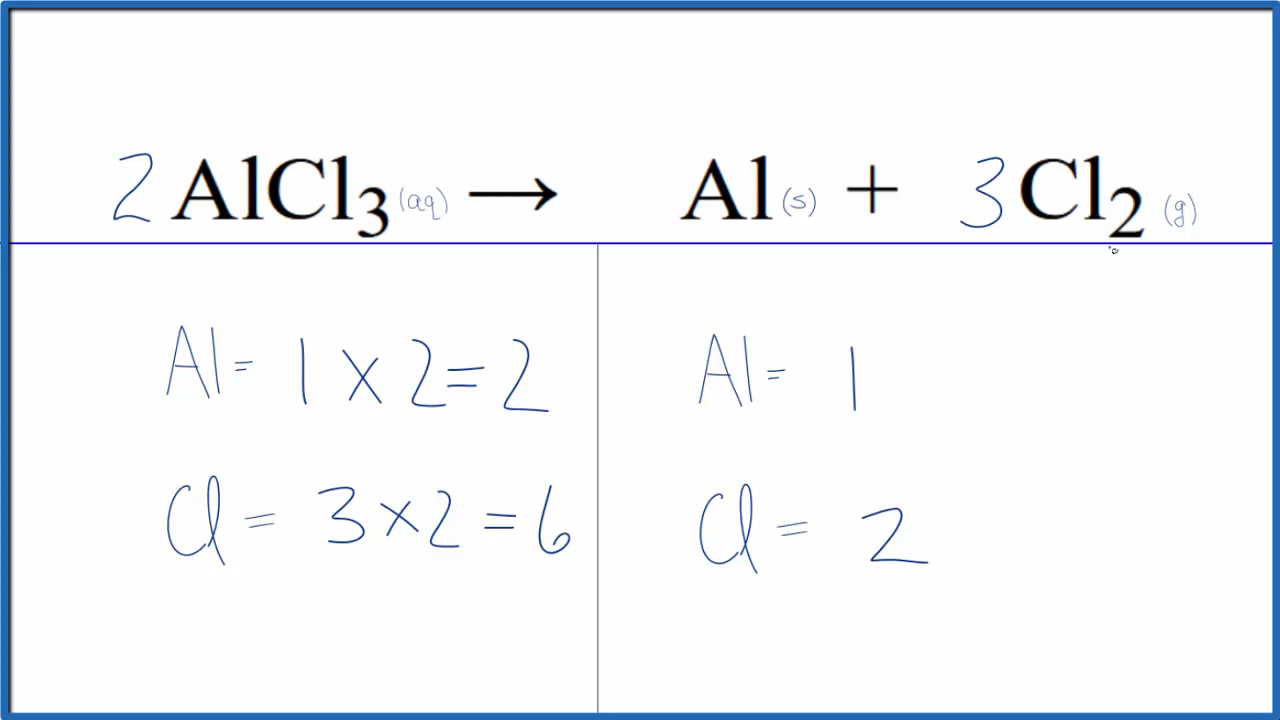 2 AlCl₃ (aq) → Al (s) + 3 Cl₂ (g)
Al = 1 × 2 = 2
Cl = 3 × 2 = 6
Al = 1
Cl = 2